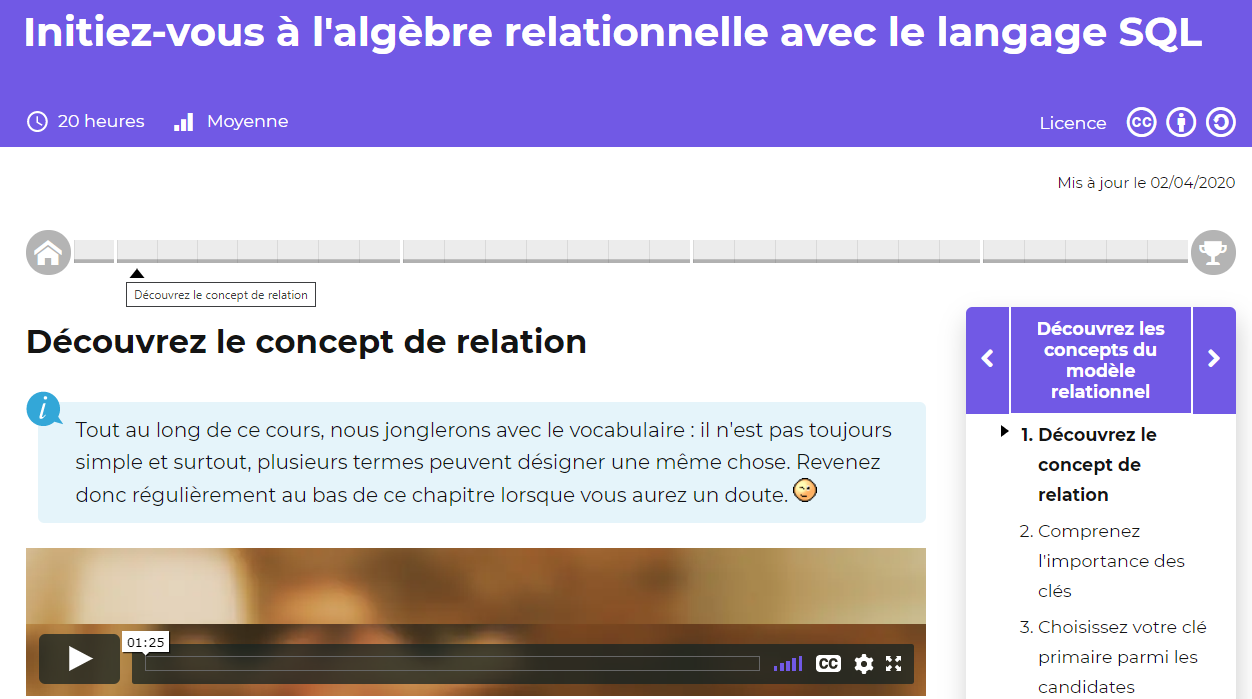 Initiez-vous à l'algèbre relationnelle avec le langage SQL
20 heures
Moyenne
Licence
CC
Mis à jour le 02/04/2020
Découvrez le concept de relation
Découvrez le concept de relation
i
Tout au long de ce cours, nous jonglerons avec le vocabulaire : il n'est pas toujours
simple et surtout, plusieurs termes peuvent désigner une même chose. Revenez
donc régulièrement au bas de ce chapitre lorsque vous aurez un doute.
01:25
CC
Découvrez les
concepts du
modèle
relationnel
1. Découvrez le
concept de
relation
2. Comprenez
l'importance des
clés
3. Choisissez votre clé
primaire parmi les
candidates